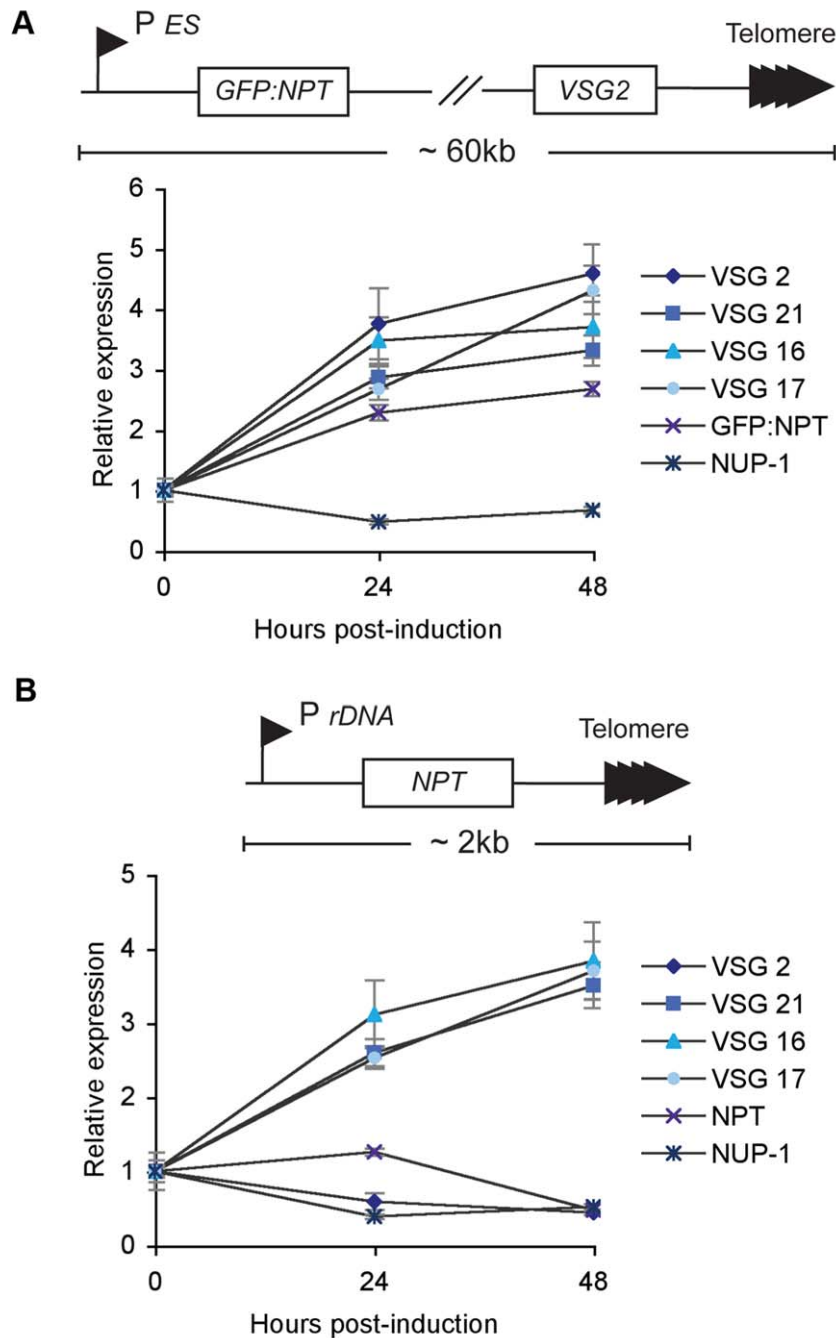 A
P ES
Telomere
GFP:NPT
VSG2
~ 60kb
6
5
4
3
2
1
0
Relative expression
0
24
48
Hours post-induction
VSG 2
VSG 21
VSG 16
VSG 17
GFP:NPT
NUP-1
B
P rDNA
Telomere
NPT
~ 2kb
5
4
3
2
1
0
Relative expression
0
24
48
Hours post-induction
VSG 2
VSG 21
VSG 16
VSG 17
NPT
NUP-1